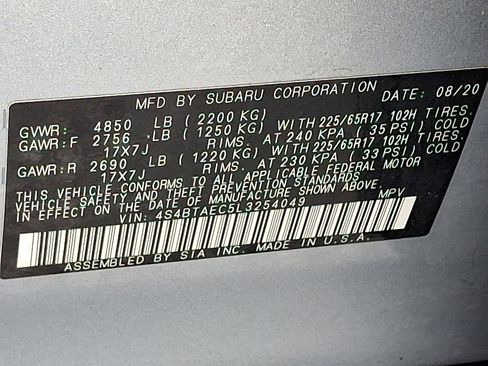 MFD BY SUBARU CORPORATION DATE: 08/20
GVWR: 4850 LB (2200 KG)
GAWR:F 2756 LB (1250 KG) WITH 225/65R17 102H TIRES.
17X7J RIMS. AT 240 KPA (35 PSI) COLD
GAWR:R 2690 LB (1220 KG) WITH 225/65R17 102H TIRES.
17X7J RIMS. AT 230 KPA (33 PSI) COLD
THIS VEHICLE CONFORMS TO ALL APPLICABLE FEDERAL MOTOR
VEHICLE SAFETY AND THEFT PREVENTION STANDARDS
IN EFFECT ON THE DATE OF MANUFACTURE SHOWN ABOVE.
VIN: 4S4BTAEC5L3254049 MPV
ASSEMBLED BY SIA INC. MADE IN U.S.A.